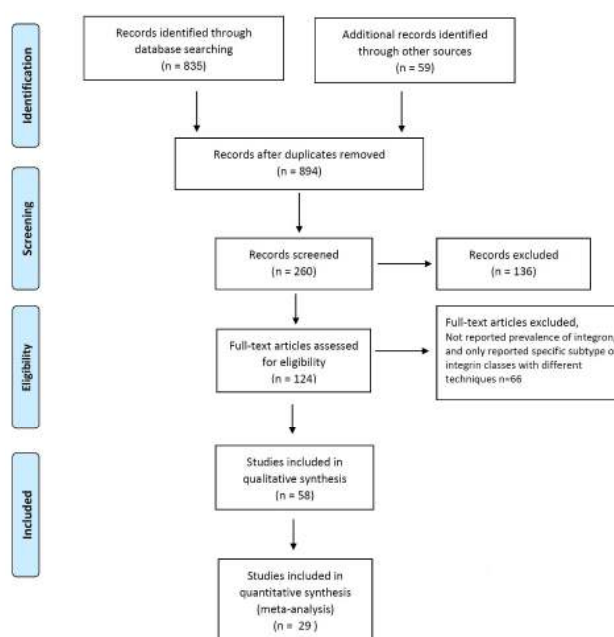 Identification
Records identified through
database searching
(n = 835)
Additional records identified
through other sources
(n = 59)
Records after duplicates removed
(n = 894)
Screening
Records screened
(n = 260)
Records excluded
(n = 136)
Eligibility
Full-text articles assessed
for eligibility
(n = 124)
Full-text articles excluded,
Not reported prevalence of integron,
and only reported specific subtype o
integrin classes with different
techniques n=66
Included
Studies included in
qualitative synthesis
(n = 58)
Studies included in
quantitative synthesis
(meta-analysis)
(n = 29 )